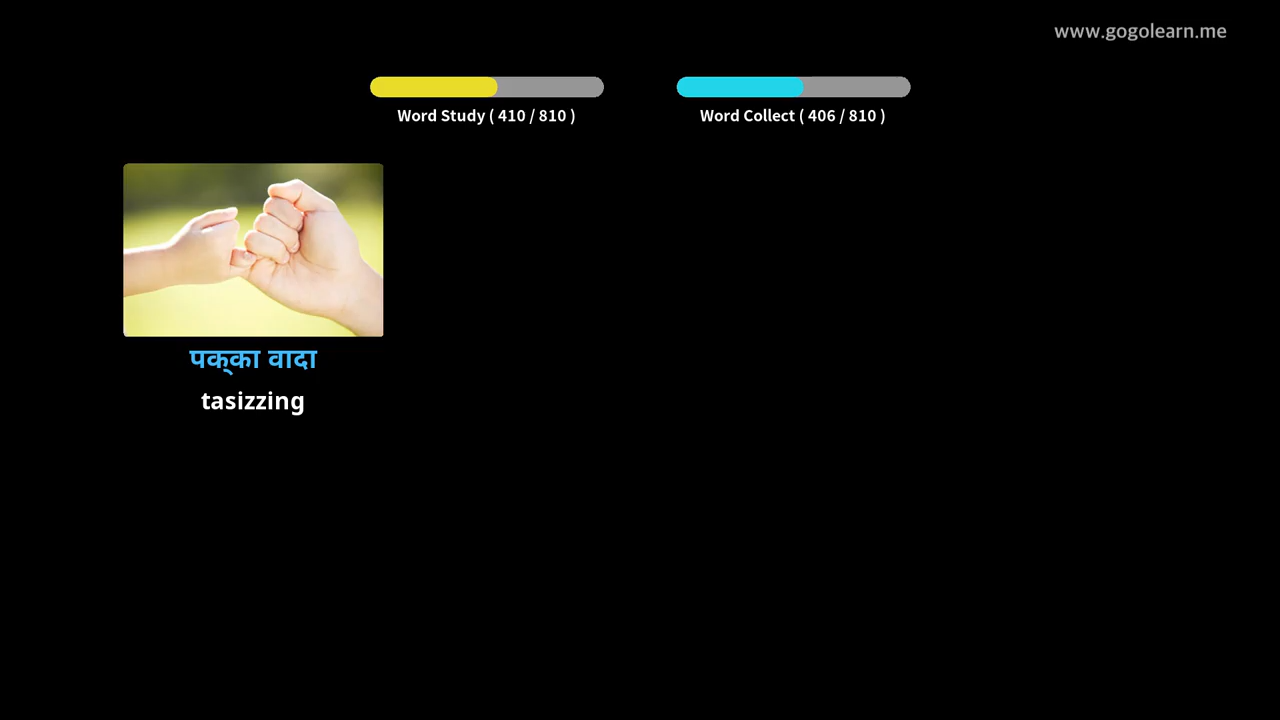 www.gogolearn.me
Word Study ( 410 / 810 )
Word Collect ( 406 / 810 )
पक्‌का वादा
tasizzing